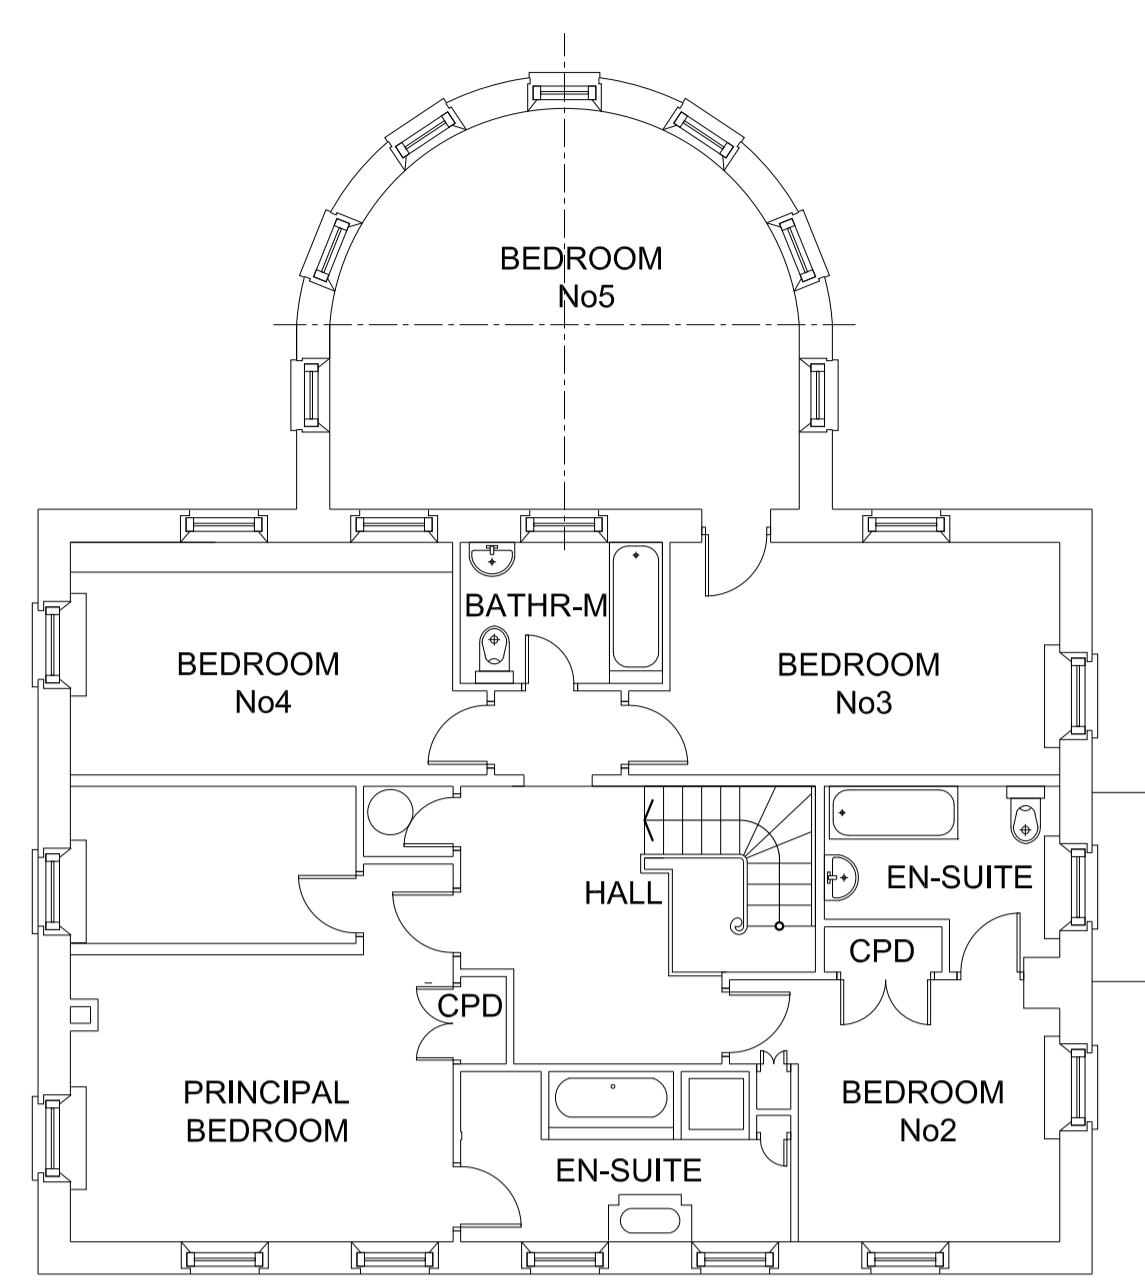 BEDROOM
No5
BATHR-M
BEDROOM
No4
BEDROOM
No3
HALL
EN-SUITE
CPD
CPD
PRINCIPAL
BEDROOM
BEDROOM
No2
EN-SUITE